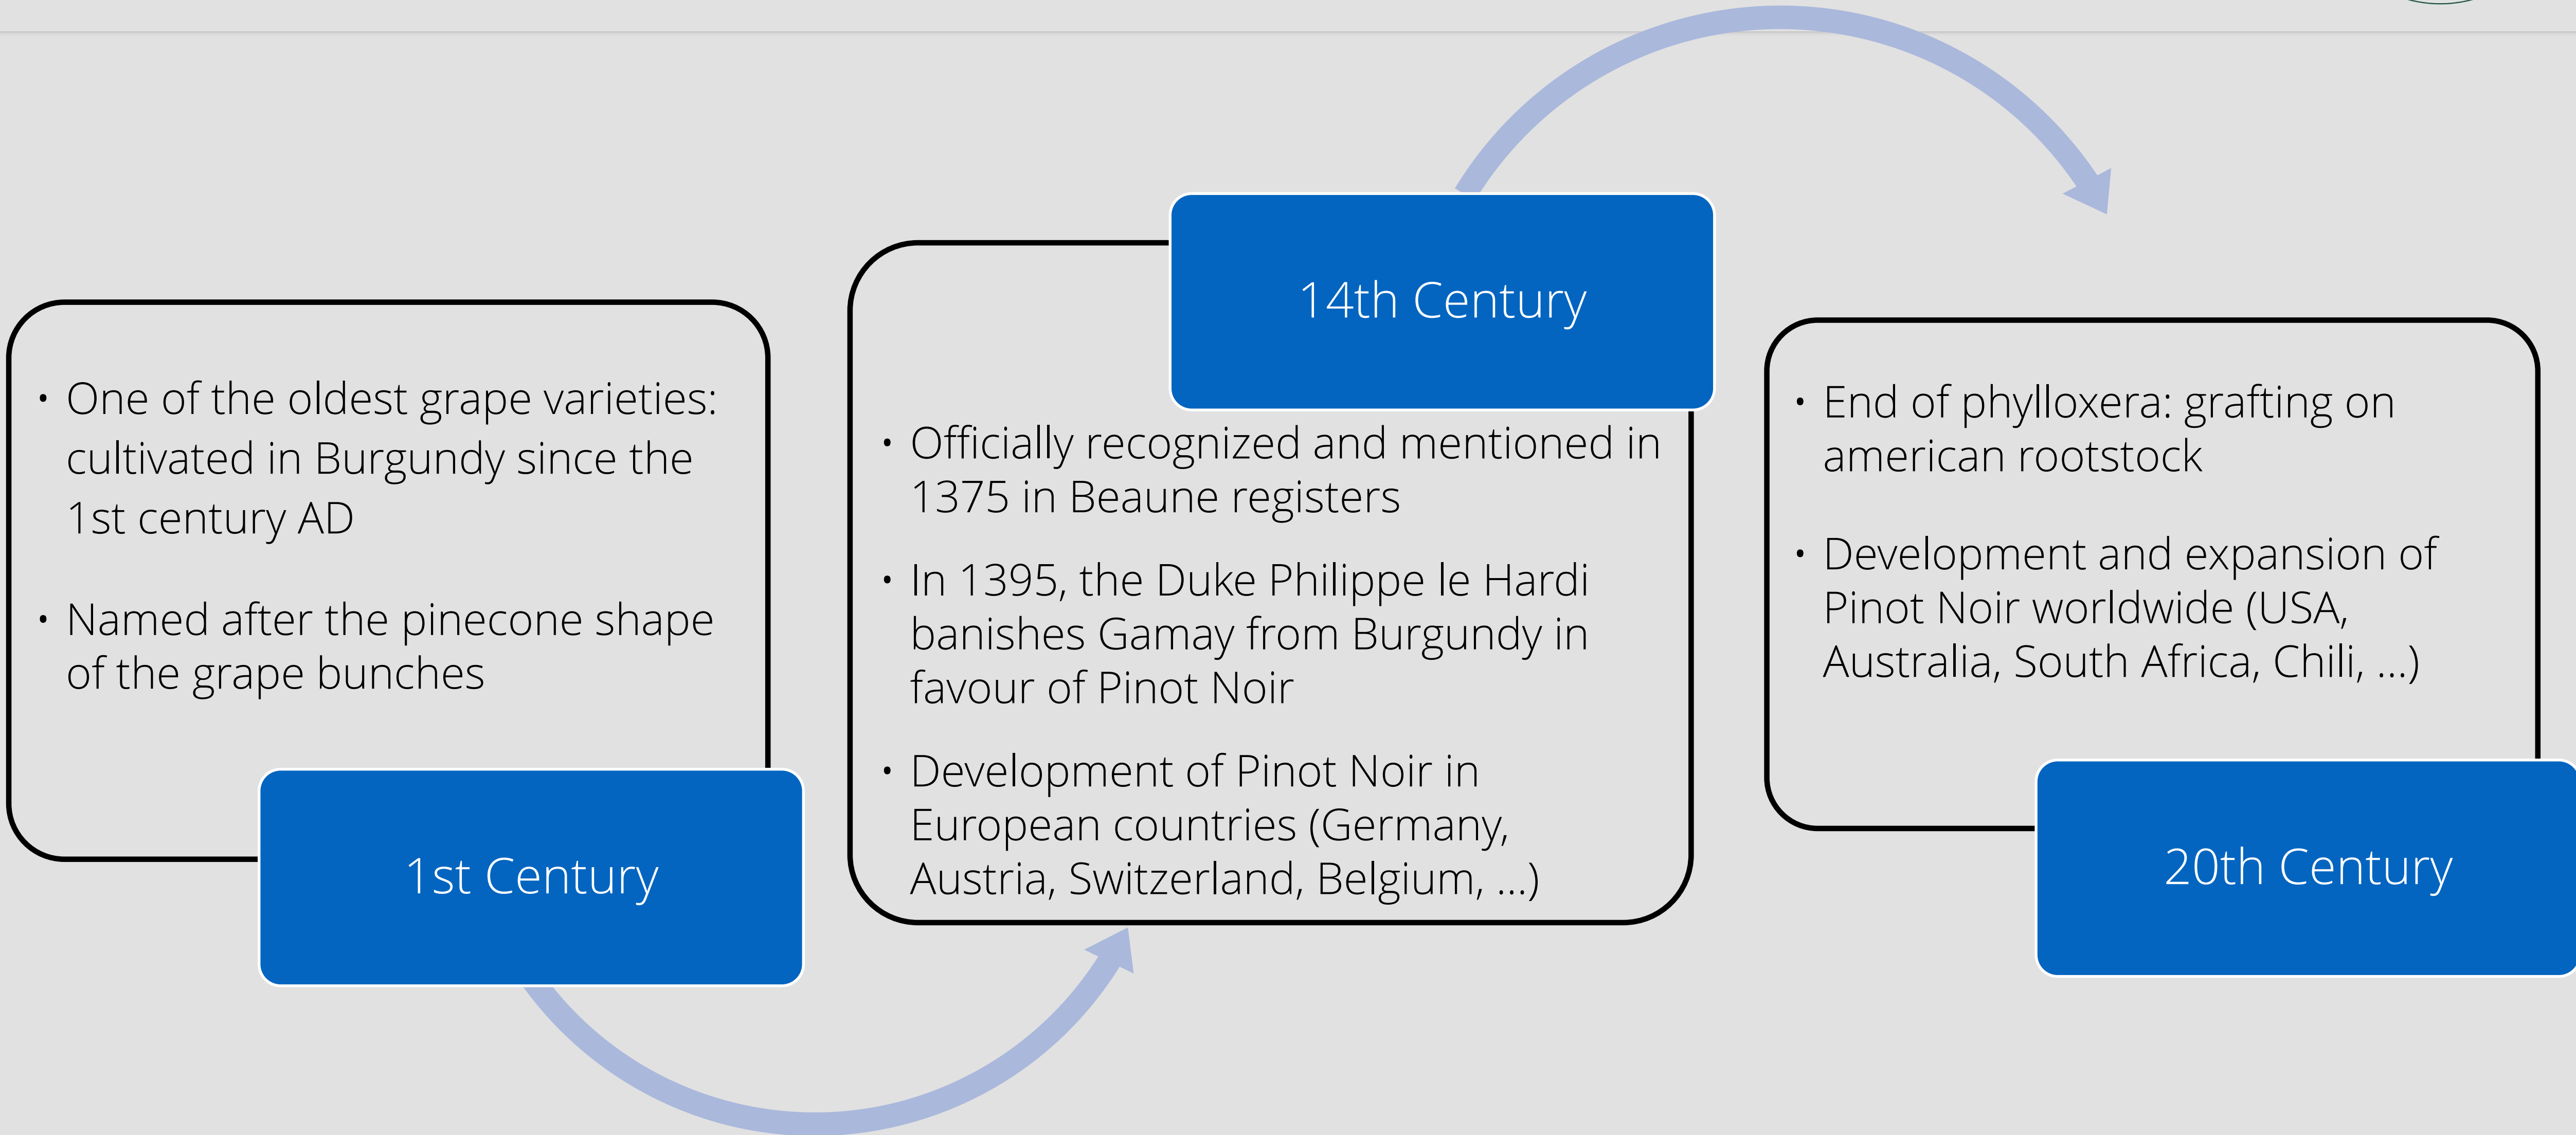 • One of the oldest grape varieties:
cultivated in Burgundy since the
1st century AD
• Named after the pinecone shape
of the grape bunches
1st Century
14th Century
• Officially recognized and mentioned in
1375 in Beaune registers
• In 1395, the Duke Philippe le Hardi
banishes Gamay from Burgundy in
favour of Pinot Noir
• Development of Pinot Noir in
European countries (Germany,
Austria, Switzerland, Belgium, ...)
• End of phylloxera: grafting on
american rootstock
• Development and expansion of
Pinot Noir worldwide (USA,
Australia, South Africa, Chili, ...)
20th Century